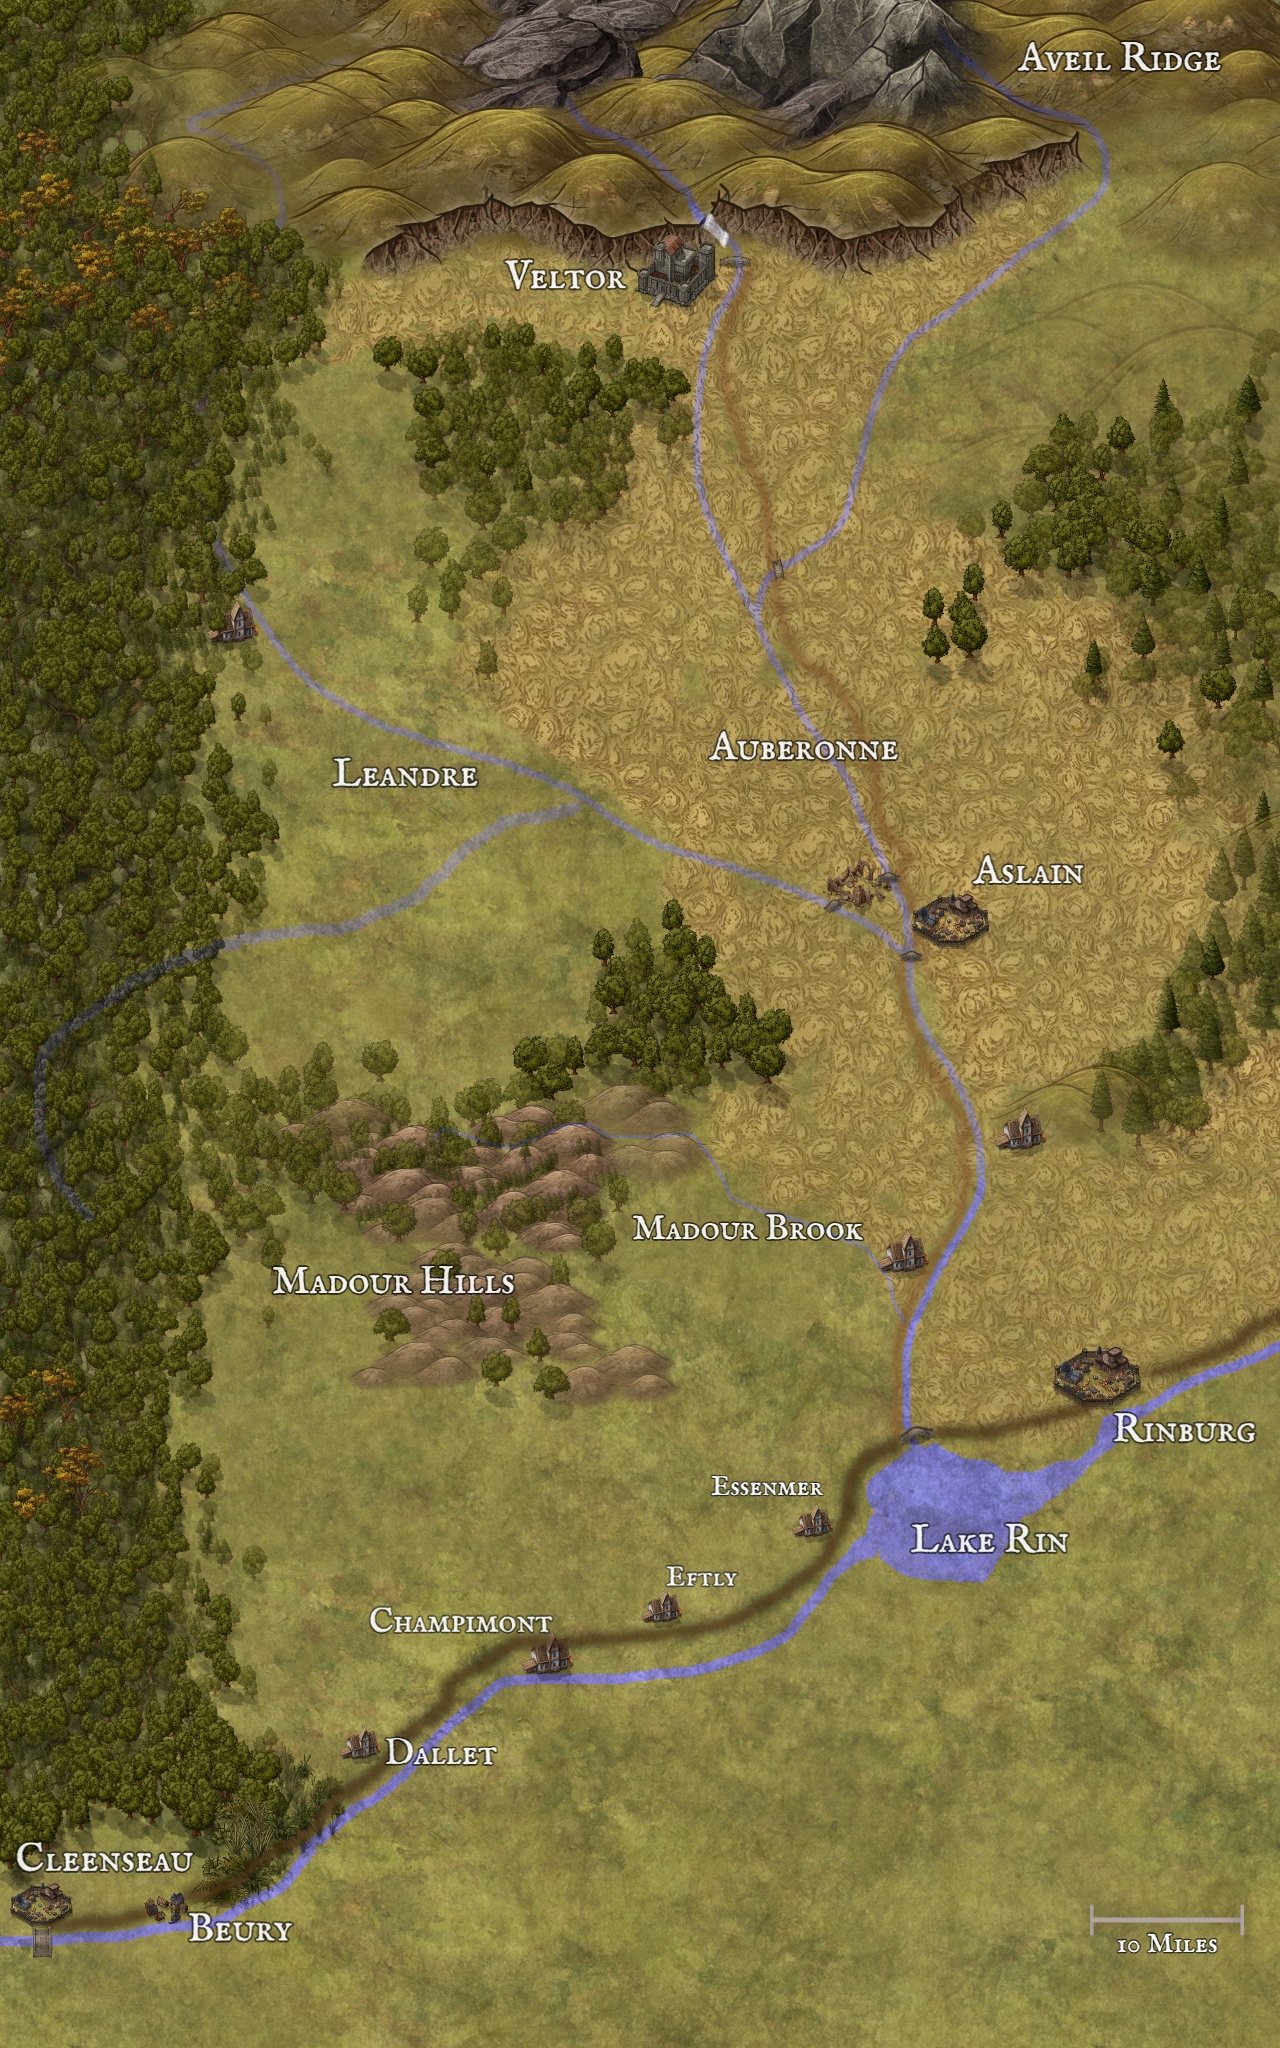 Aveil Ridge
Veltor
Auberonne
Leandre
Aslain
Madour Brook
Madour Hills
Rinburg
Essenmer
Lake Rin
Eftly
Champimont
Dallet
Cleenseau
Beury
10 Miles